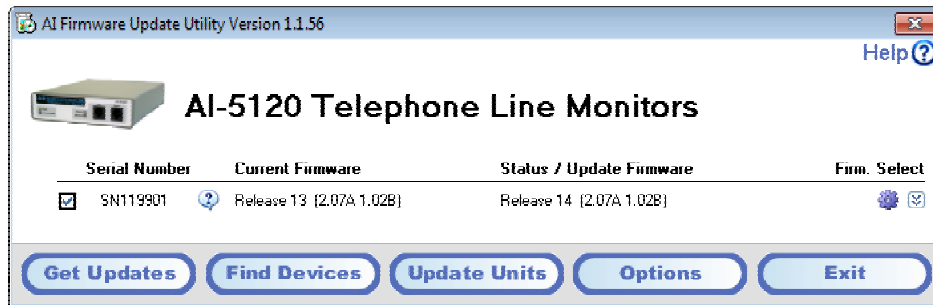 AI Firmware Update Utility Version 1.1.56
Help
AI-5120 Telephone Line Monitors
Serial Number Current Firmware Status / Update Firmware Firm. Select
SN119901 Release 13 (2.07A 1.02B) Release 14 (2.07A 1.02B)
Get Updates Find Devices Update Units Options Exit